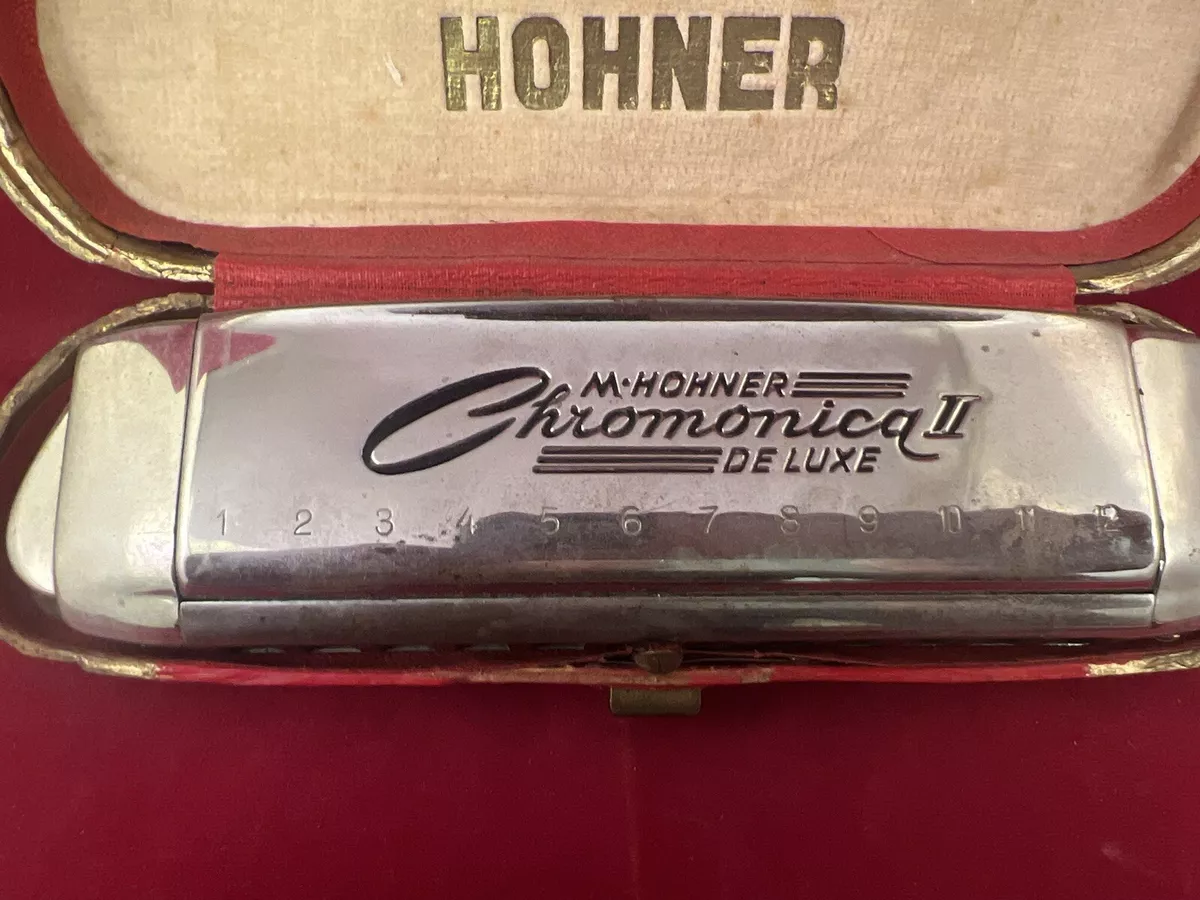 HOHNER
M·HOHNER
Chromonica II
DE LUXE
1 2 3 4 5 6 7 8 9 10 11 12